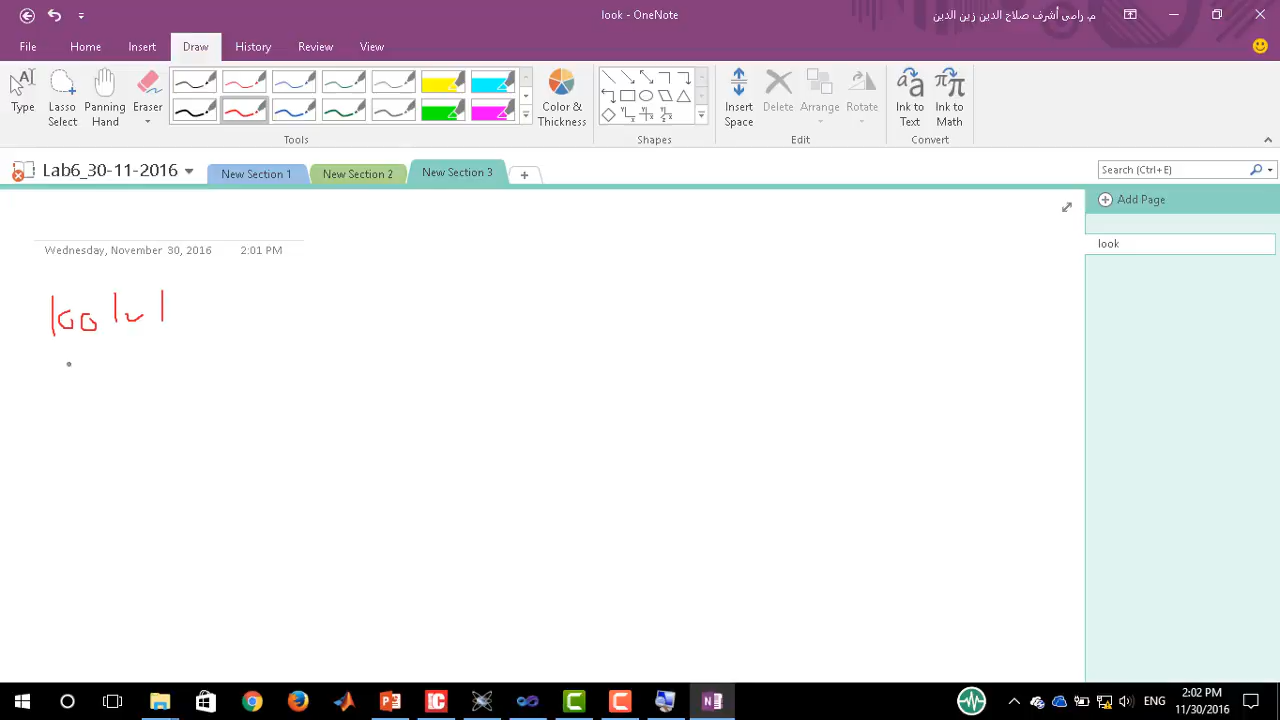 look - OneNote
م. رامى أشرف صلاح الدين زين الدين
File Home Insert Draw History Review View
Type Lasso Select Panning Hand Eraser Color & Thickness Insert Space Delete Arrange Rotate Ink to Text Ink to Math
Tools Shapes Edit Convert
Lab6_30-11-2016 New Section 1 New Section 2 New Section 3 Search (Ctrl+E)
Add Page
look
Wednesday, November 30, 2016 2:01 PM
ENG
2:02 PM
11/30/2016